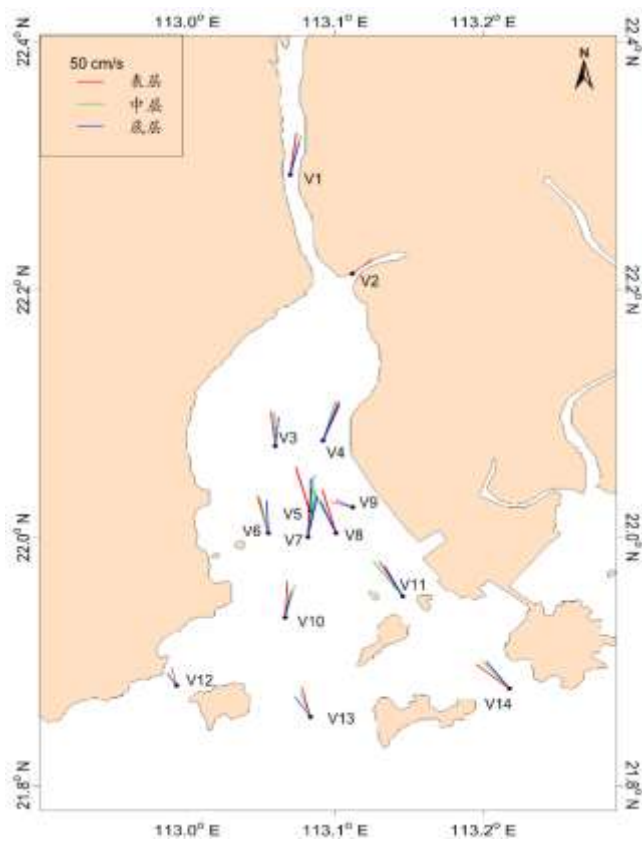 113.0° E 113.1° E 113.2° E
22.4° N 22.4° N
50 cm/s
表层
中层
底层
N
V1
V2
22.2° N 22.2° N
V3 V4
V9
V5
V6 V7 V8
22.0° N 22.0° N
V11
V10
V12
V14
V13
21.8° N 21.8° N
113.0° E 113.1° E 113.2° E